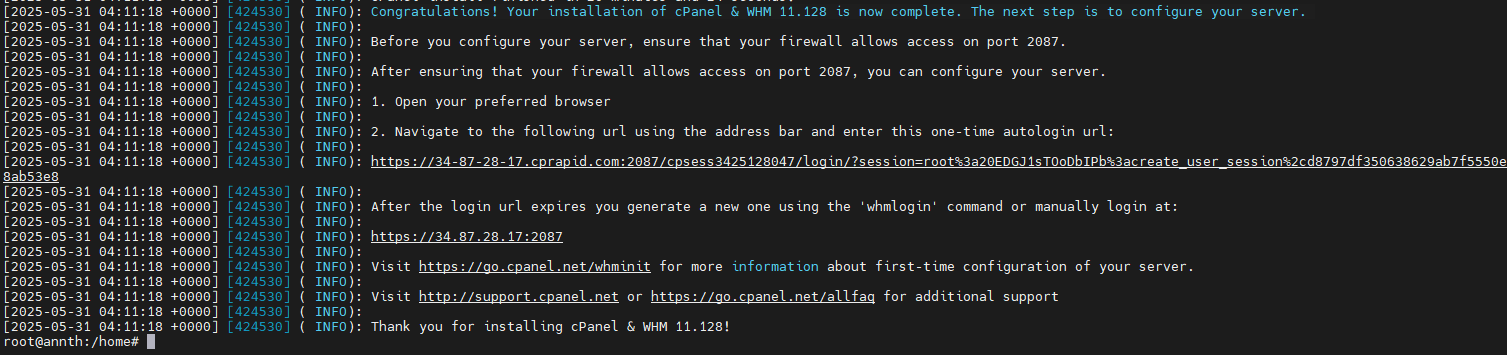 [2025-05-31 04:11:18 +0000] [424530] ( INFO): Congratulations! Your installation of cPanel & WHM 11.128 is now complete. The next step is to configure your server.
[2025-05-31 04:11:18 +0000] [424530] ( INFO):
[2025-05-31 04:11:18 +0000] [424530] ( INFO): Before you configure your server, ensure that your firewall allows access on port 2087.
[2025-05-31 04:11:18 +0000] [424530] ( INFO):
[2025-05-31 04:11:18 +0000] [424530] ( INFO): After ensuring that your firewall allows access on port 2087, you can configure your server.
[2025-05-31 04:11:18 +0000] [424530] ( INFO):
[2025-05-31 04:11:18 +0000] [424530] ( INFO): 1. Open your preferred browser
[2025-05-31 04:11:18 +0000] [424530] ( INFO):
[2025-05-31 04:11:18 +0000] [424530] ( INFO): 2. Navigate to the following url using the address bar and enter this one-time autologin url:
[2025-05-31 04:11:18 +0000] [424530] ( INFO):
[2025-05-31 04:11:18 +0000] [424530] ( INFO): https://34-87-28-17.cprapid.com:2087/cpsess3425128047/login/?session=root%3a20EDGJ1sTOoDbIPb%3acreate_user_session%2cd8797df350638629ab7f5550e
8ab53e8
[2025-05-31 04:11:18 +0000] [424530] ( INFO):
[2025-05-31 04:11:18 +0000] [424530] ( INFO): After the login url expires you generate a new one using the 'whmlogin' command or manually login at:
[2025-05-31 04:11:18 +0000] [424530] ( INFO):
[2025-05-31 04:11:18 +0000] [424530] ( INFO): https://34.87.28.17:2087
[2025-05-31 04:11:18 +0000] [424530] ( INFO):
[2025-05-31 04:11:18 +0000] [424530] ( INFO): Visit https://go.cpanel.net/whminit for more information about first-time configuration of your server.
[2025-05-31 04:11:18 +0000] [424530] ( INFO):
[2025-05-31 04:11:18 +0000] [424530] ( INFO): Visit http://support.cpanel.net or https://go.cpanel.net/allfaq for additional support
[2025-05-31 04:11:18 +0000] [424530] ( INFO):
[2025-05-31 04:11:18 +0000] [424530] ( INFO): Thank you for installing cPanel & WHM 11.128!
root@annth:/home#